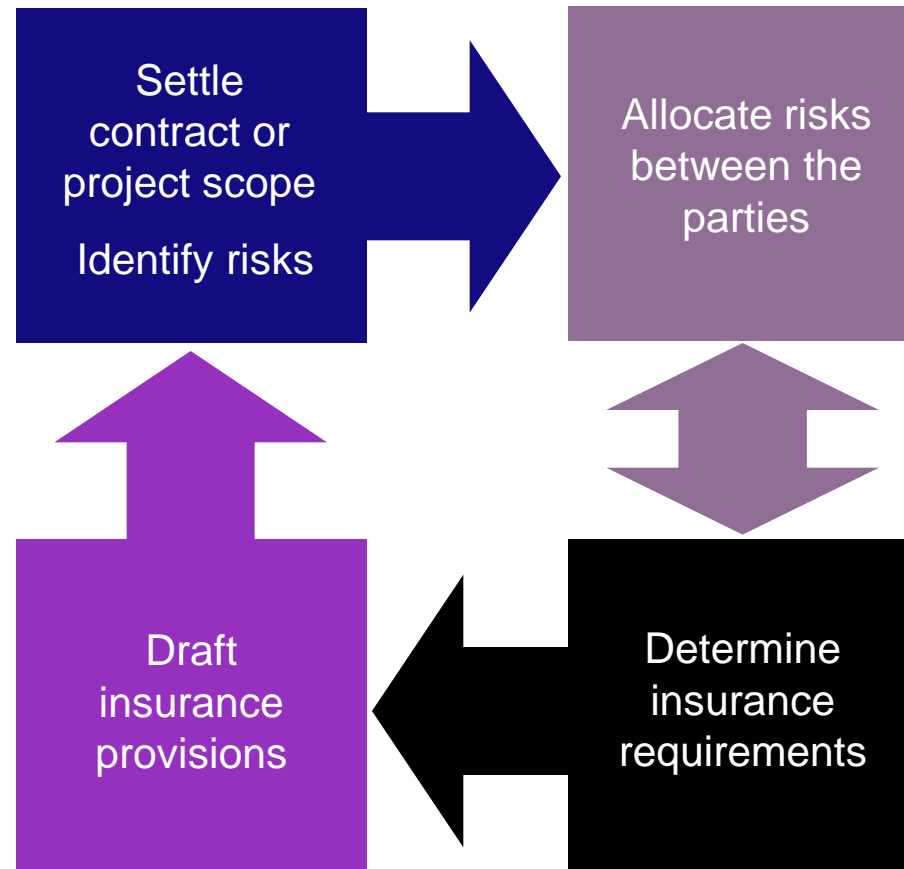 Settle
contract or
project scope
Identify risks
Allocate risks
between the
parties
Draft
insurance
provisions
Determine
insurance
requirements